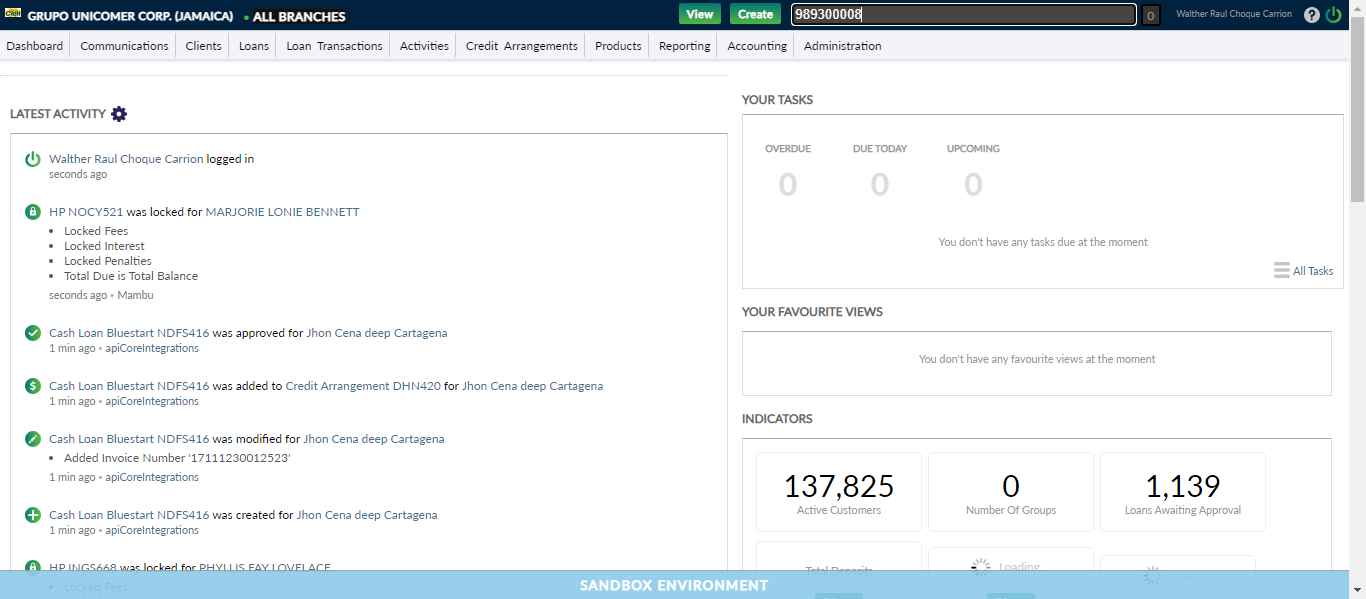 CASH
GRUPO UNICOMER CORP. (JAMAICA) • ALL BRANCHES
View
Create
989300008
0
Walther Raul Choque Carrion
?
Dashboard Communications Clients Loans Loan Transactions Activities Credit Arrangements Products Reporting Accounting Administration
LATEST ACTIVITY
Walther Raul Choque Carrion logged in
seconds ago
HP NOCY521 was locked for MARJORIE LONIE BENNETT
• Locked Fees
• Locked Interest
• Locked Penalties
• Total Due is Total Balance
seconds ago • Mambu
Cash Loan Bluestart NDFS416 was approved for Jhon Cena deep Cartagena
1 min ago • apiCoreIntegrations
Cash Loan Bluestart NDFS416 was added to Credit Arrangement DHN420 for Jhon Cena deep Cartagena
1 min ago • apiCoreIntegrations
Cash Loan Bluestart NDFS416 was modified for Jhon Cena deep Cartagena
• Added Invoice Number '17111230012523'
1 min ago • apiCoreIntegrations
Cash Loan Bluestart NDFS416 was created for Jhon Cena deep Cartagena
1 min ago • apiCoreIntegrations
HP INGS668 was locked for PHYLLIS FAY LOVELACE
• Locked Fees
YOUR TASKS
OVERDUE DUE TODAY UPCOMING
0 0 0
You don't have any tasks due at the moment
All Tasks
YOUR FAVOURITE VIEWS
You don't have any favourite views at the moment
INDICATORS
137,825
Active Customers
0
Number Of Groups
1,139
Loans Awaiting Approval
Total Deposits
Loading
SANDBOX ENVIRONMENT